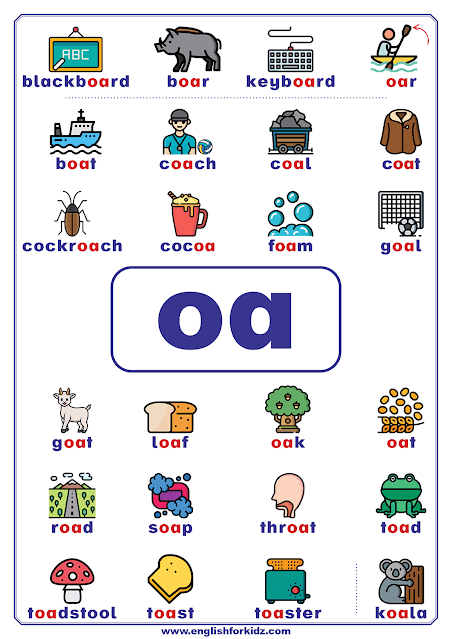 ABC
blackboard boar keyboard oar
boat coach coal coat
cockroach cocoa foam goal
oa
goat loaf oak oat
road soap throat toad
toadstool toast toaster koala
www.englishforkidz.com